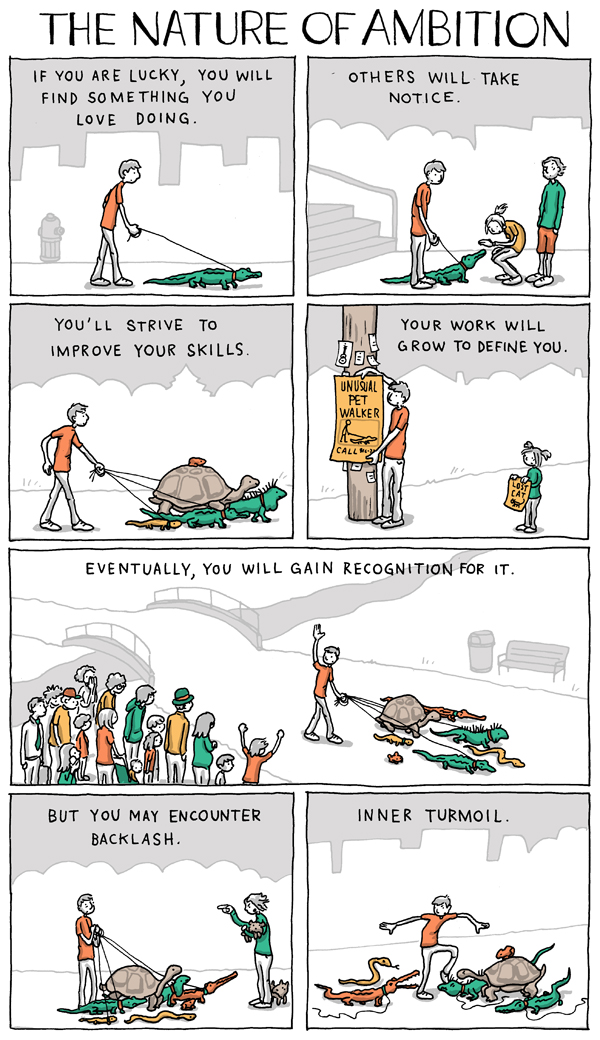 THE NATURE OF AMBITION
IF YOU ARE LUCKY, YOU WILL
FIND SOMETHING YOU
LOVE DOING.
OTHERS WILL TAKE
NOTICE.
YOU'LL STRIVE TO
IMPROVE YOUR SKILLS.
YOUR WORK WILL
GROW TO DEFINE YOU.
UNUSUAL
PET
WALKER
CALL
LOST
CAT
EVENTUALLY, YOU WILL GAIN RECOGNITION FOR IT.
BUT YOU MAY ENCOUNTER
BACKLASH.
INNER TURMOIL.